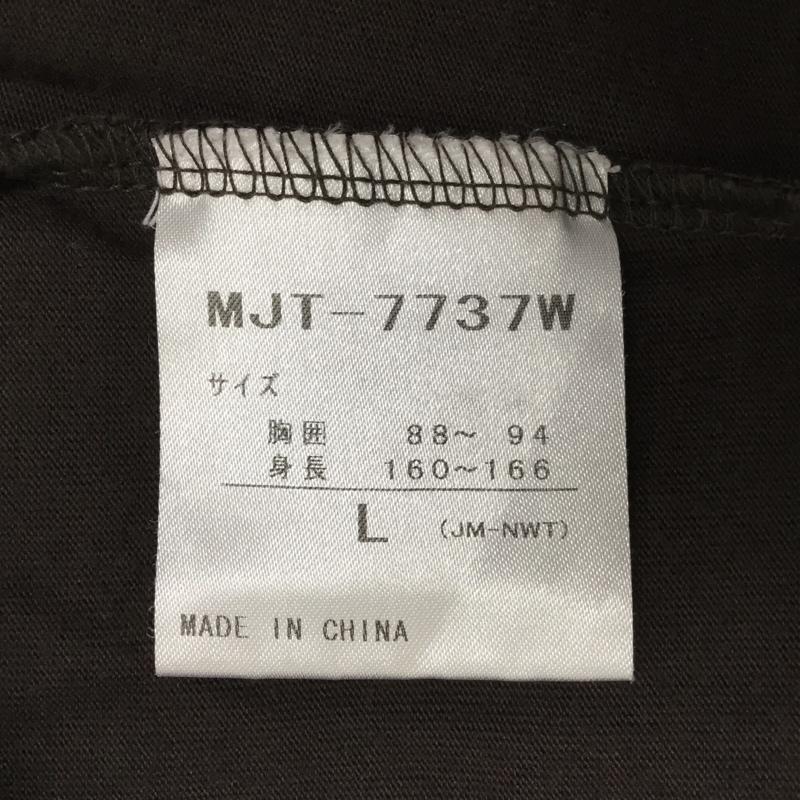 MJT-7737W
サイズ
胸囲 88～ 94
身長 160～166
L (JM-NWT)
MADE IN CHINA